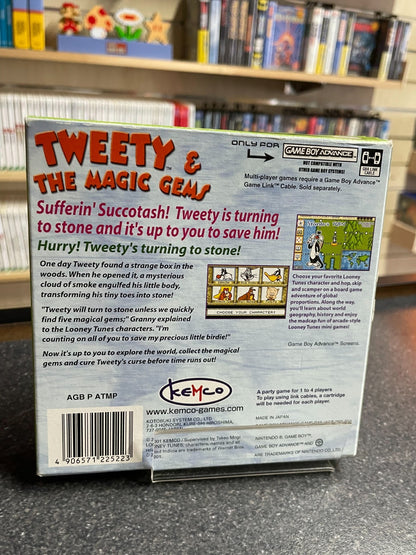 TWEETY &
THE MAGIC GEMS
ONLY FOR
GAME BOY ADVANCE
NOT COMPATIBLE WITH
OTHER GAME BOY SYSTEMS!
GBA LINK
CABLE
Multi-player games require a Game Boy Advance™
Game Link™ Cable. Sold separately.
Sufferin' Succotash! Tweety is turning
to stone and it's up to you to save him!
Hurry! Tweety's turning to stone!
One day Tweety found a strange box in the
woods. When he opened it, a mysterious
cloud of smoke engulfed his little body,
transforming his tiny toes into stone!
"Tweety will turn to stone unless we quickly
find five magical gems;" Granny explained
to the Looney Tunes characters. "I'm
counting on all of you to save my precious little birdie!"
Now it's up to you to explore the world, collect the magical
gems and cure Tweety's curse before time runs out!
CHOOSE YOUR CHARACTER!
Choose your favorite Looney
Tunes character and hop, skip
and scamper on a board game
adventure of global
proportions. Along the way,
you'll learn about world
geography, history and enjoy
the madcap fun of arcade-style
Looney Tunes mini games!
Game Boy Advance™ Screens.
AGB P ATMP
KEMCO
www.kemco-games.com
KOTOBUKI SYSTEM CO., LTD.
A party game for 1 to 4 players
To play using link cables, a cartridge
will be needed for each player.
MADE IN JAPAN
4 906571 225223
NINTENDO ®, GAME BOY™,
GAME BOY ADVANCE™
ARE TRADEMARKS OF NINTENDO CO., LTD.